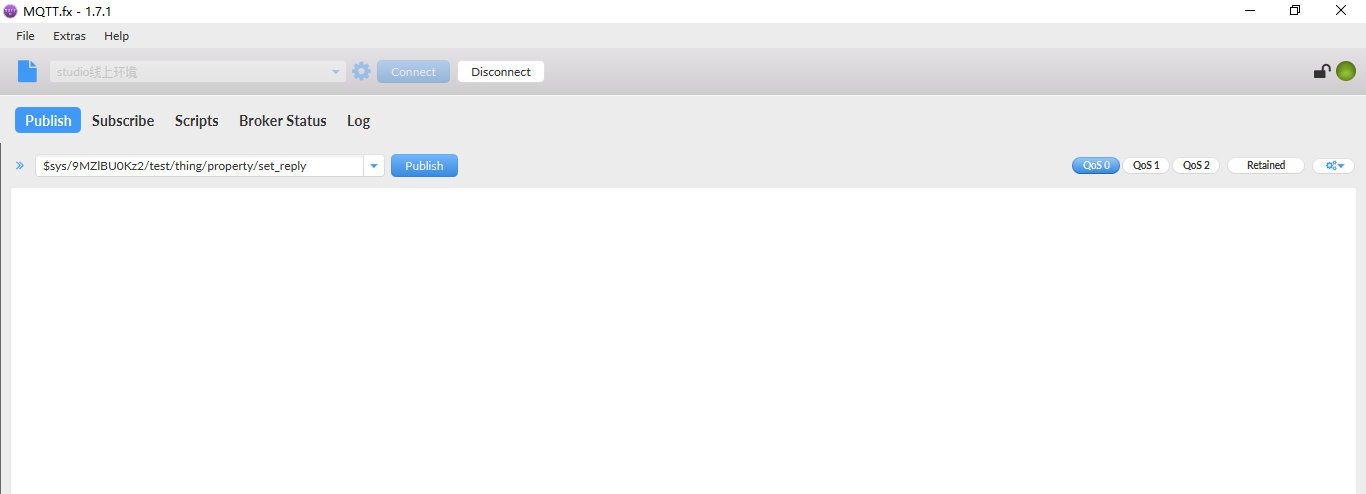 MQTT.fx - 1.7.1
File Extras Help
studio线上环境 Connect Disconnect
Publish Subscribe Scripts Broker Status Log
$sys/9MZlBU0Kz2/test/thing/property/set_reply Publish QoS 0 QoS 1 QoS 2 Retained